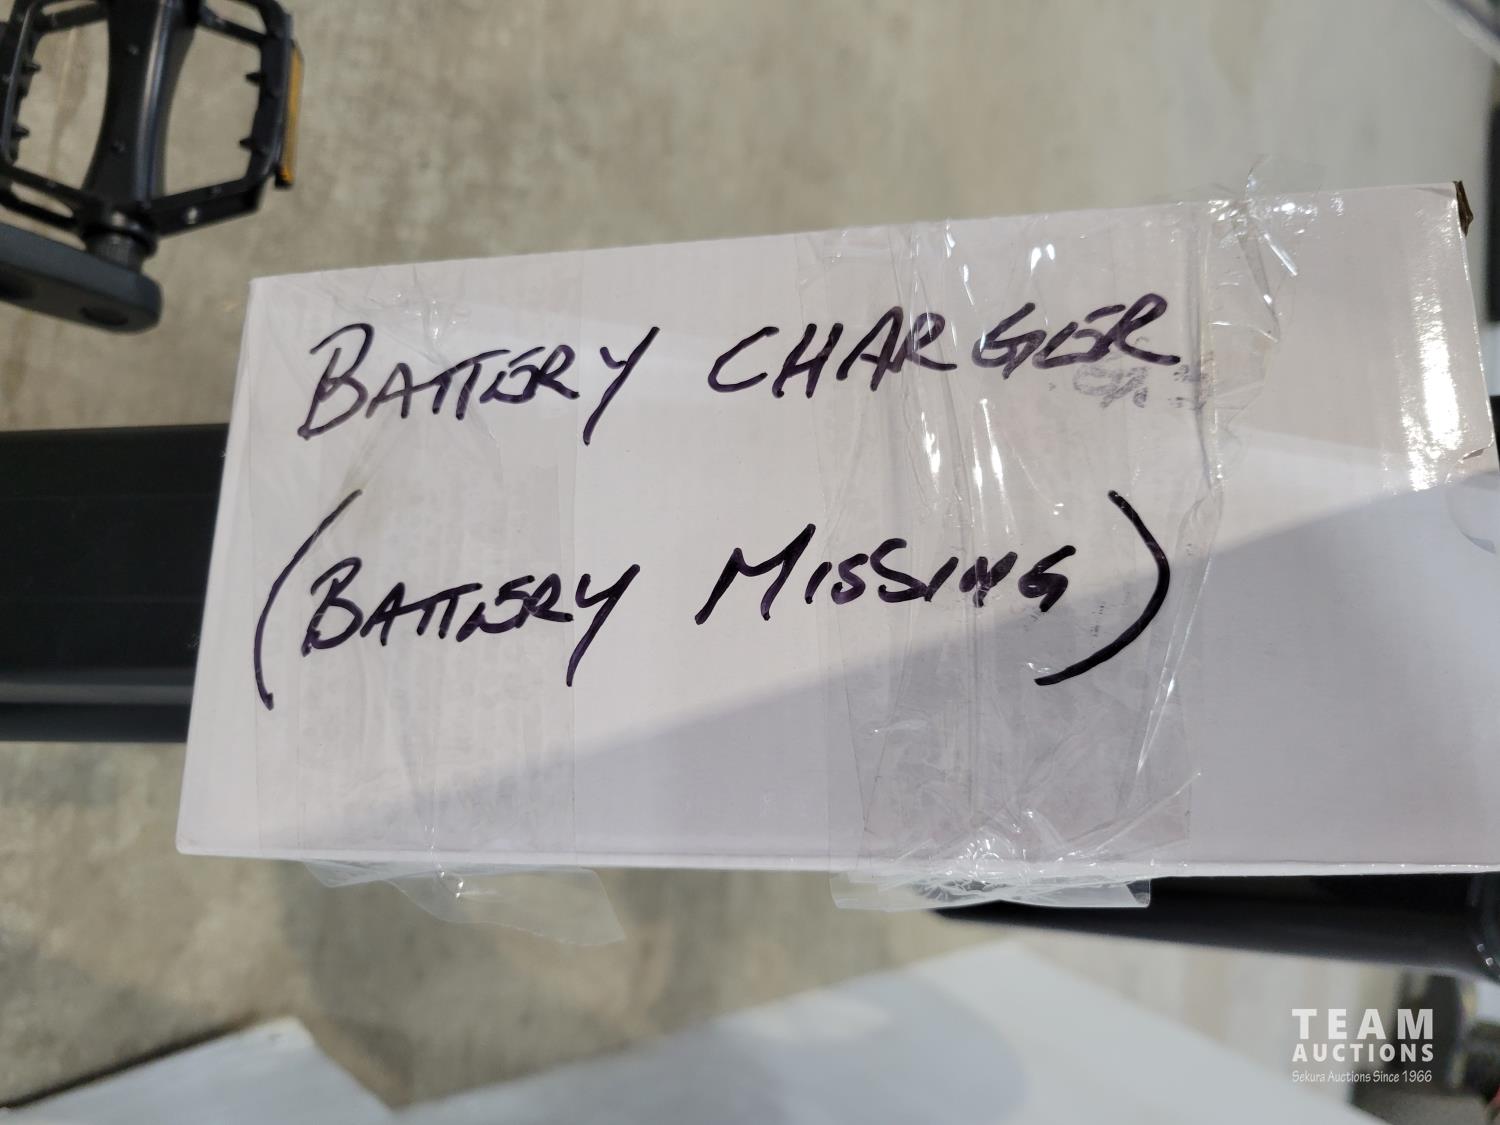 BATTERY CHARGER
(BATTERY MISSING)
TEAM
AUCTIONS
Sekura Auctions Since 1966